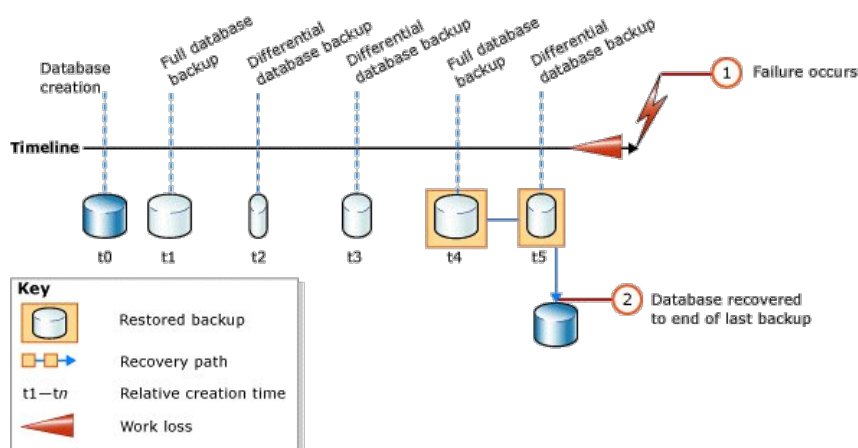 Database
creation
Full database
backup
Differential
database backup
Differential
database backup
Full database
backup
Differential
database backup
1 Failure occurs
Timeline
t0 t1 t2 t3 t4 t5
2 Database recovered
to end of last backup
Key
Restored backup
Recovery path
t1—tn Relative creation time
Work loss